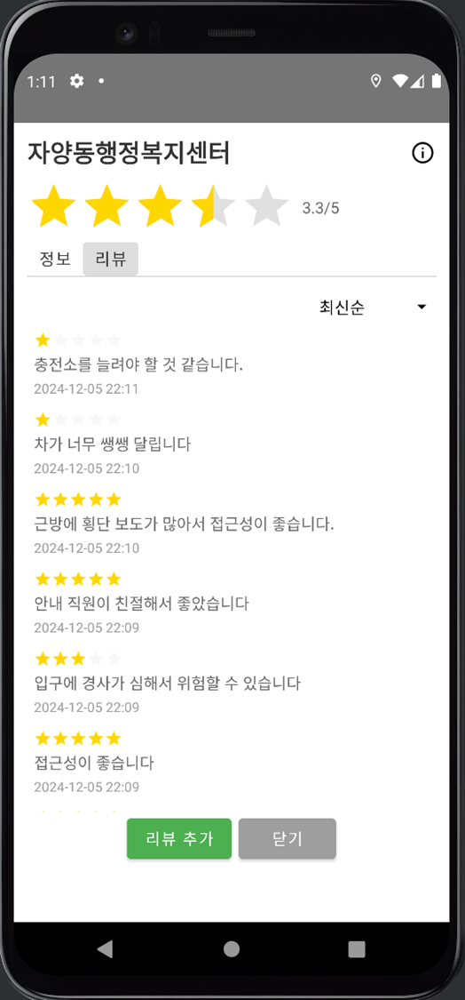 1:11
자양동행정복지센터
3.3/5
정보 리뷰
최신순
충전소를 늘려야 할 것 같습니다.
2024-12-05 22:11
차가 너무 쌩쌩 달립니다
2024-12-05 22:10
근방에 횡단 보도가 많아서 접근성이 좋습니다.
2024-12-05 22:10
안내 직원이 친절해서 좋았습니다
2024-12-05 22:09
입구에 경사가 심해서 위험할 수 있습니다
2024-12-05 22:09
접근성이 좋습니다
2024-12-05 22:09
리뷰 추가 닫기